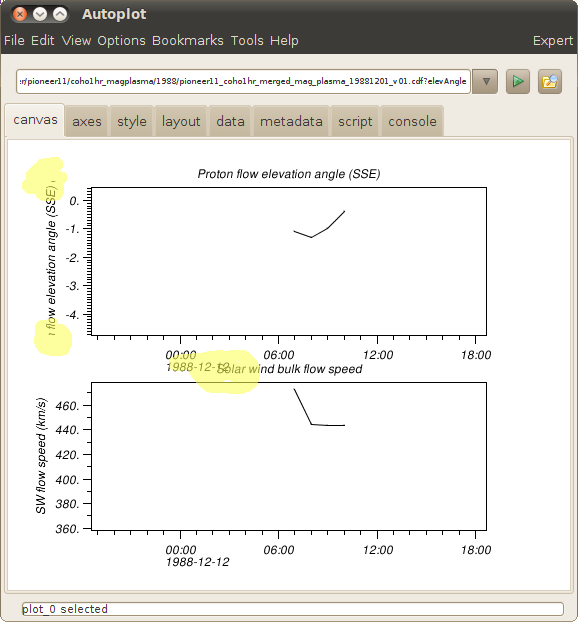 Autoplot
File Edit View Options Bookmarks Tools Help Expert
er/pioneer11/coho1hr_magplasma/1988/pioneer11_coho1hr_merged_mag_plasma_19881201_v01.cdf?elevAngle
canvas axes style layout data metadata script console
Proton flow elevation angle (SSE)
flow elevation angle (SSE)
0.
-1.
-2.
-3.
-4.
00:00 06:00 12:00 18:00
1988-12-12
Solar wind bulk flow speed
SW flow speed (km/s)
460.
440.
420.
400.
380.
360.
00:00 06:00 12:00 18:00
1988-12-12
plot_0 selected